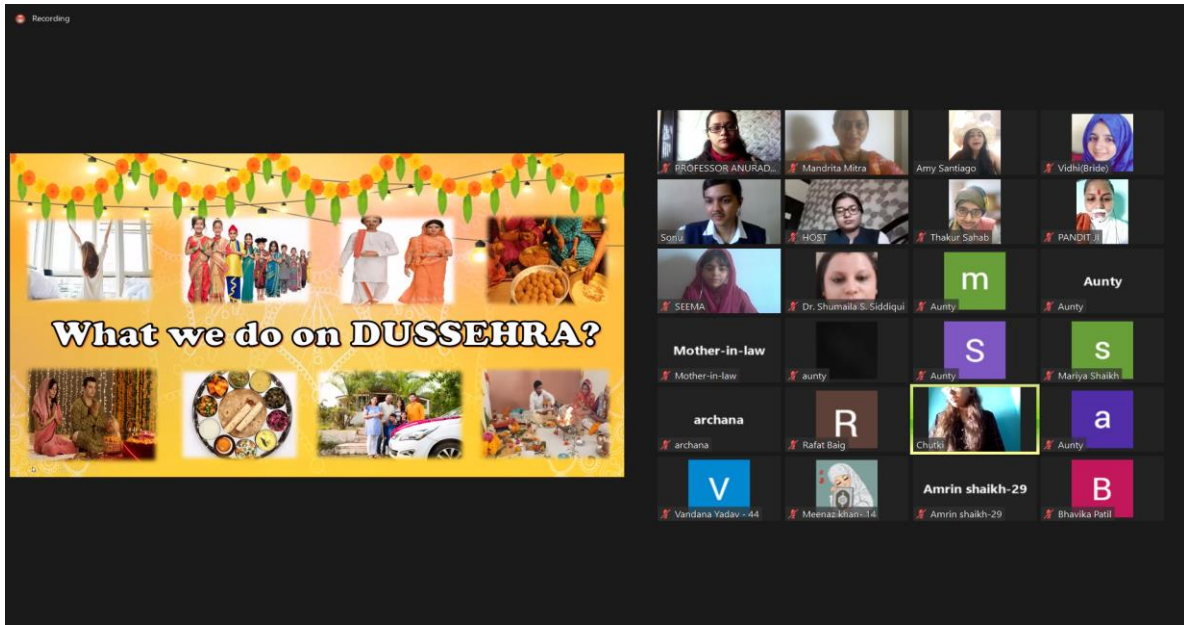 Recording
What we do on DUSSEHRA?
PROFESSOR ANURAD...
Mandrita Mitra
Amy Santiago
Vidhi(Bride)
Sonu
HOST
Thakur Sahab
PANDIT JI
SEEMA
Dr. Shumaila S. Siddiqui
m
Aunty
Aunty
Aunty
Mother-in-law
Mother-in-law
aunty
S
Aunty
S
Mariya Shaikh
archana
archana
R
Rafat Baig
Chutki
a
Aunty
V
Vandana Yadav - 44
Meenaz khan- 14
Amrin shaikh-29
Amrin shaikh-29
B
Bhavika Patil